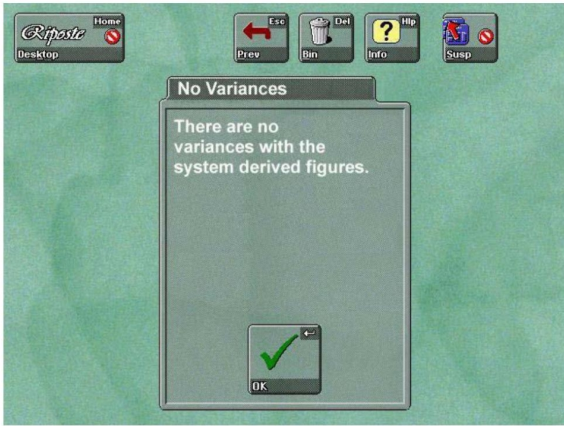 Riposte Home
Desktop
Esc
Prev
Del
Bin
Hlp
?
Info
Susp
No Variances
There are no
variances with the
system derived figures.
OK